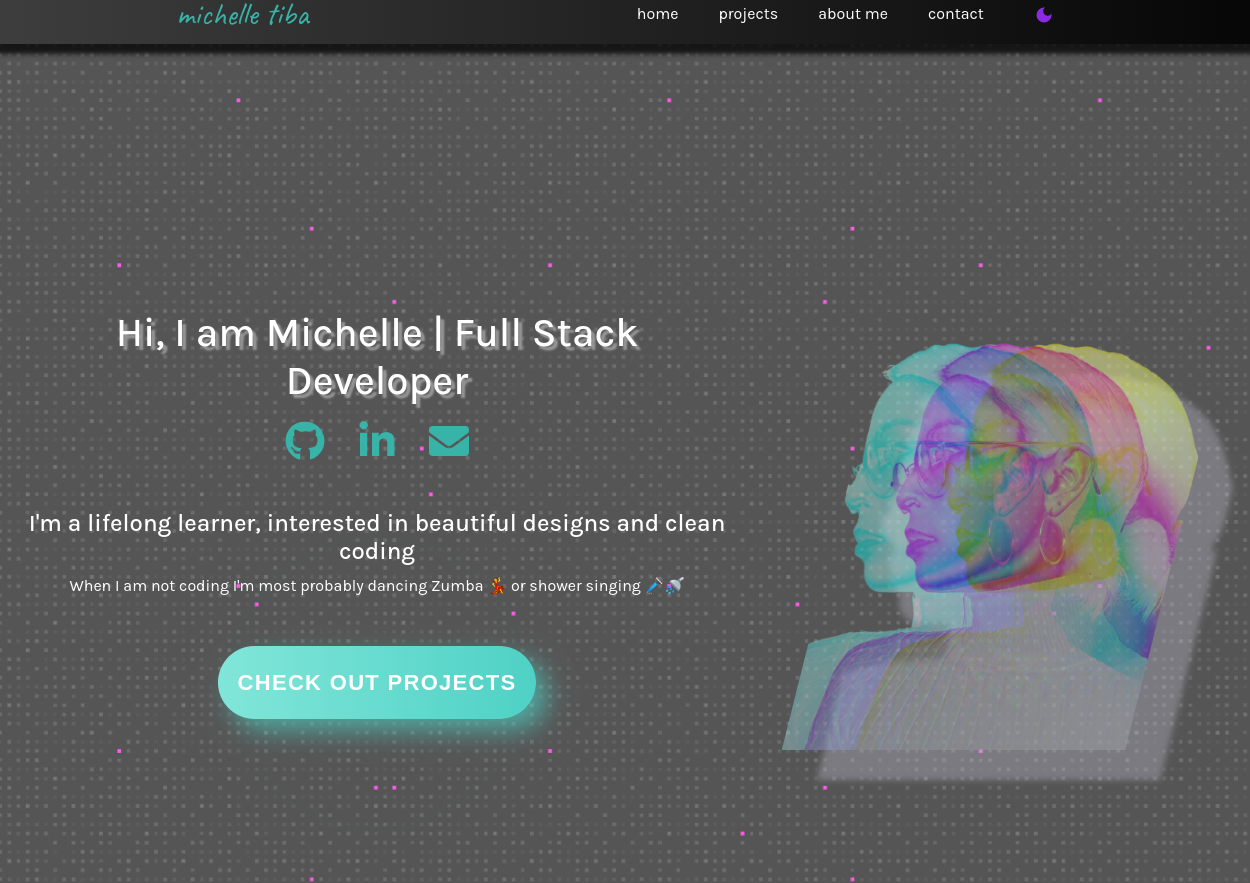 michelle tiba
home projects about me contact
Hi, I am Michelle | Full Stack
Developer
in
I'm a lifelong learner, interested in beautiful designs and clean
coding
When I am not coding I'm most probably dancing Zumba 💃 or shower singing 🎤🚿
CHECK OUT PROJECTS